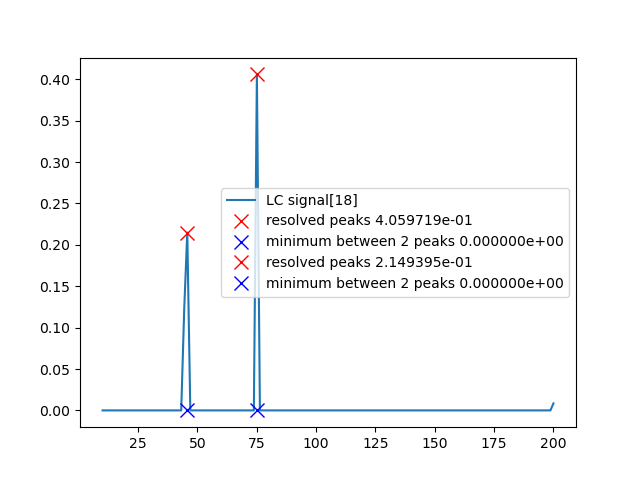 0.40
0.35
0.30
0.25
0.20
0.15
0.10
0.05
0.00
LC signal[18]
resolved peaks 4.059719e-01
minimum between 2 peaks 0.000000e+00
resolved peaks 2.149395e-01
minimum between 2 peaks 0.000000e+00
25 50 75 100 125 150 175 200